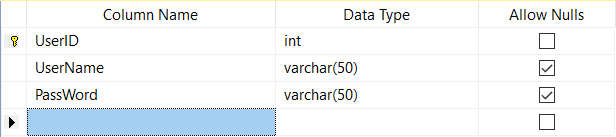 Column Name Data Type Allow Nulls
UserID int
UserName varchar(50)
PassWord varchar(50)